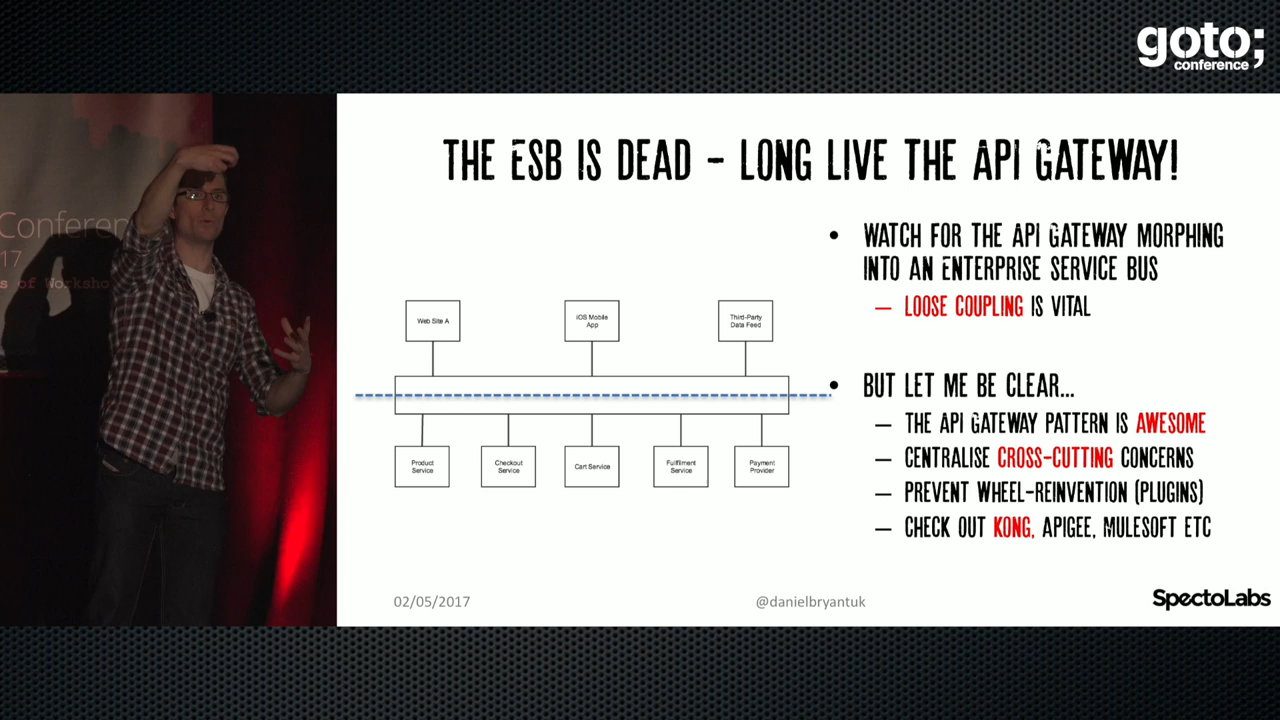 goto;
conference
Conferen
17
s of Worksho
THE ESB IS DEAD – LONG LIVE THE API GATEWAY!
Web Site A
iOS Mobile
App
Third-Party
Data Feed
Product
Service
Checkout
Service
Cart Service
Fulfilment
Service
Payment
Provider
• WATCH FOR THE API GATEWAY MORPHING
INTO AN ENTERPRISE SERVICE BUS
– LOOSE COUPLING IS VITAL
• BUT LET ME BE CLEAR...
– THE API GATEWAY PATTERN IS AWESOME
– CENTRALISE CROSS-CUTTING CONCERNS
– PREVENT WHEEL-REINVENTION (PLUGINS)
– CHECK OUT KONG, APIGEE, MULESOFT ETC
02/05/2017
@danielbryantuk
SpectoLabs